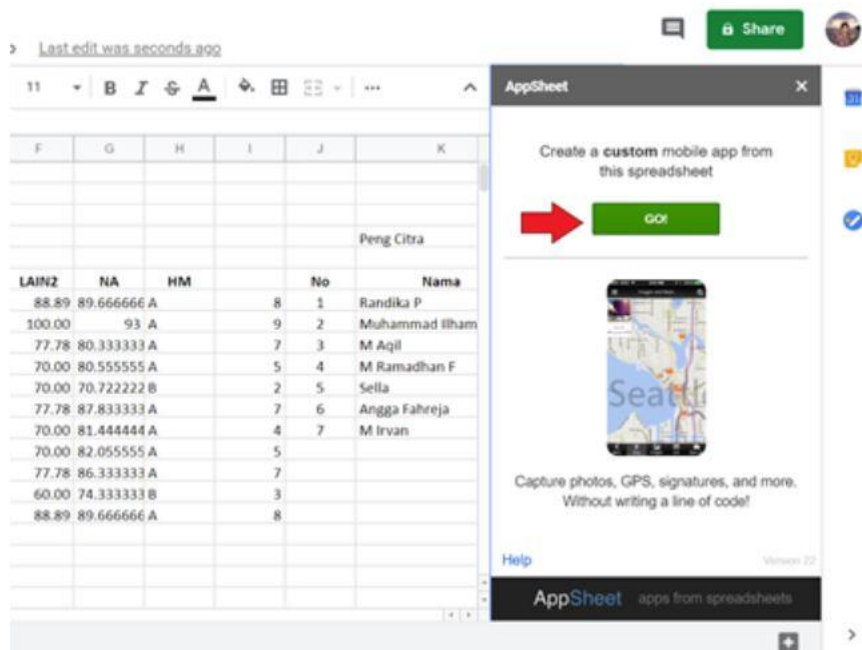 Share
Last edit was seconds ago
11 B I S A
AppSheet
F G H I J K
Create a custom mobile app from
this spreadsheet
GO!
Peng Citra
LAIN2 NA HM No Nama
88.89 89.666666 A 8 1 Randika P
100.00 93 A 9 2 Muhammad Ilham
77.78 80.333333 A 7 3 M Aqil
70.00 80.555555 A 5 4 M Ramadhan F
70.00 70.722222 B 2 5 Sella
77.78 87.833333 A 7 6 Angga Fahreja
70.00 81.444444 A 4 7 M Irvan
70.00 82.055555 A 5
77.78 86.333333 A 7
60.00 74.333333 B 3
88.89 89.666666 A 8
Seattle
Capture photos, GPS, signatures, and more.
Without writing a line of code!
Help Version 22
AppSheet apps from spreadsheets